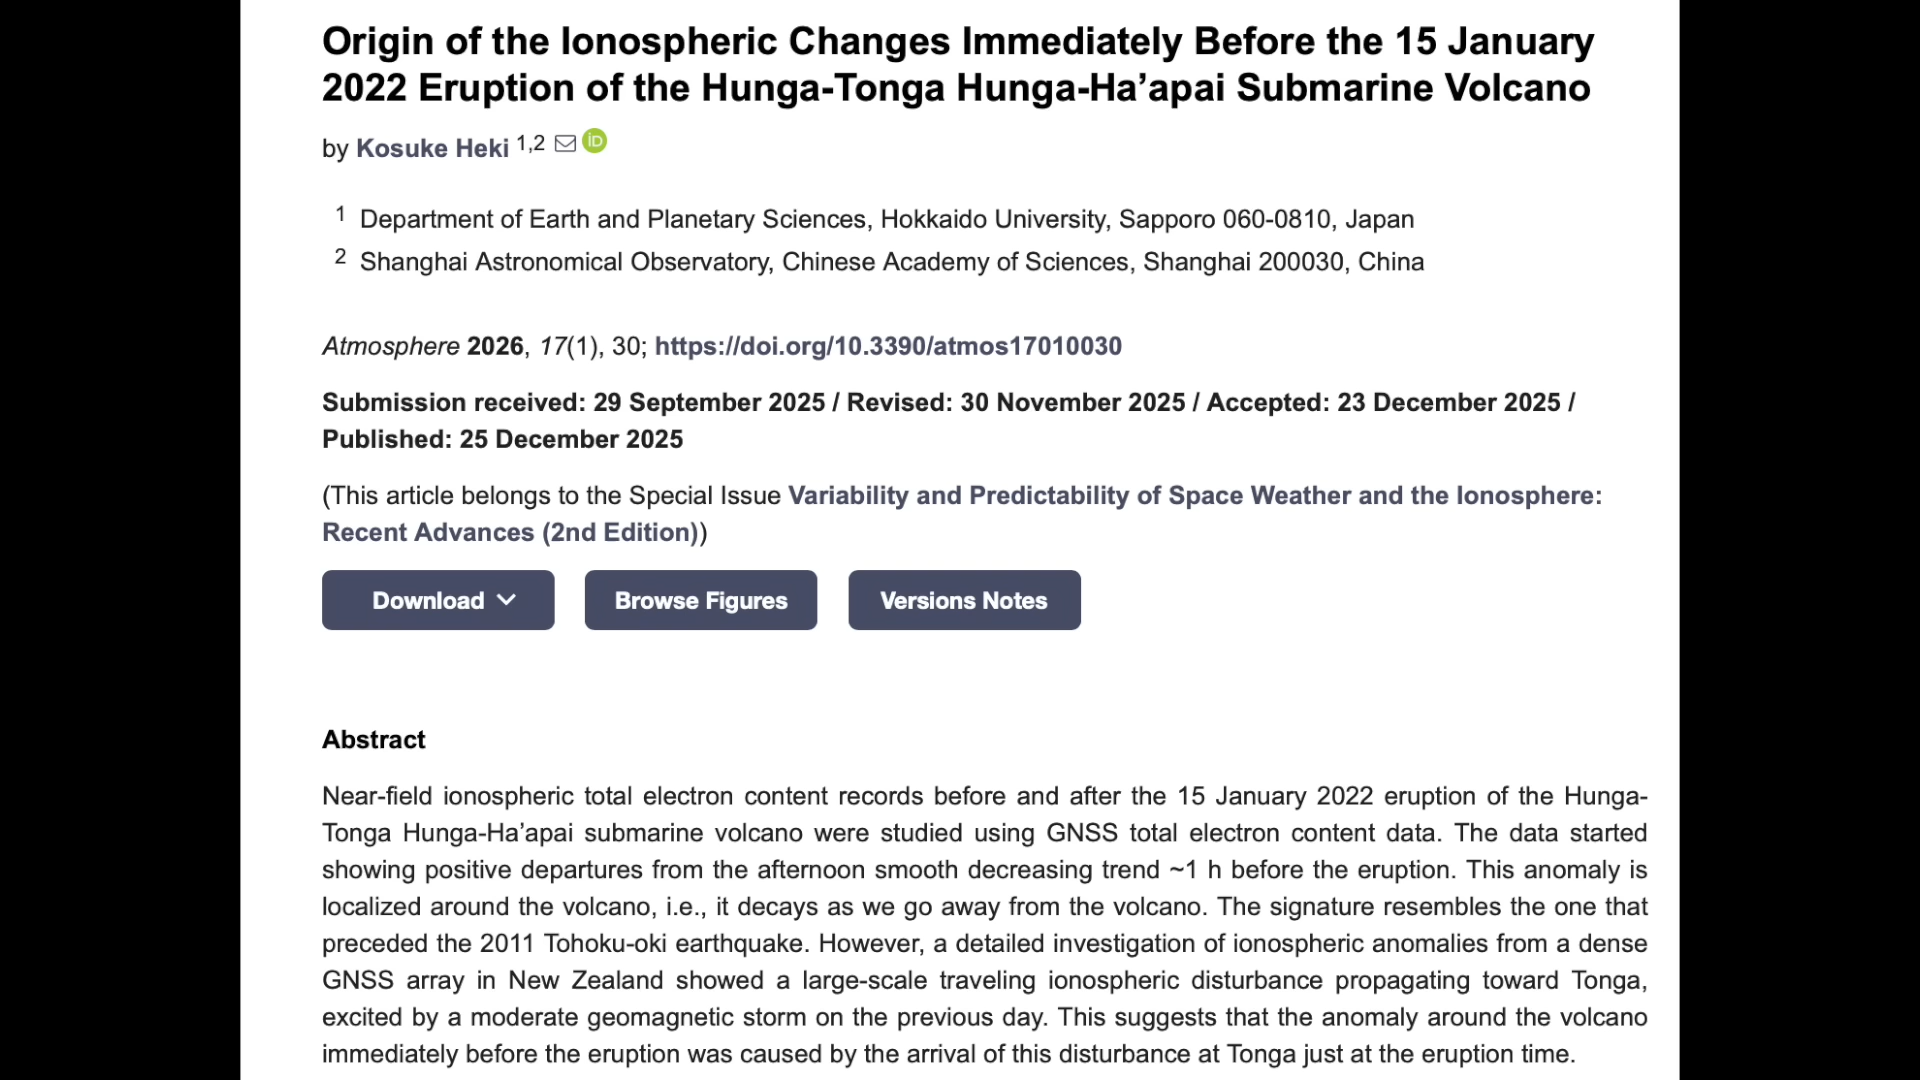 Origin of the Ionospheric Changes Immediately Before the 15 January
2022 Eruption of the Hunga-Tonga Hunga-Ha’apai Submarine Volcano
by Kosuke Heki 1,2 iD
1 Department of Earth and Planetary Sciences, Hokkaido University, Sapporo 060-0810, Japan
2 Shanghai Astronomical Observatory, Chinese Academy of Sciences, Shanghai 200030, China
Atmosphere 2026, 17(1), 30; https://doi.org/10.3390/atmos17010030
Submission received: 29 September 2025 / Revised: 30 November 2025 / Accepted: 23 December 2025 /
Published: 25 December 2025
(This article belongs to the Special Issue Variability and Predictability of Space Weather and the Ionosphere:
Recent Advances (2nd Edition))
Download Browse Figures Versions Notes
Abstract
Near-field ionospheric total electron content records before and after the 15 January 2022 eruption of the Hunga-
Tonga Hunga-Ha’apai submarine volcano were studied using GNSS total electron content data. The data started
showing positive departures from the afternoon smooth decreasing trend ~1 h before the eruption. This anomaly is
localized around the volcano, i.e., it decays as we go away from the volcano. The signature resembles the one that
preceded the 2011 Tohoku-oki earthquake. However, a detailed investigation of ionospheric anomalies from a dense
GNSS array in New Zealand showed a large-scale traveling ionospheric disturbance propagating toward Tonga,
excited by a moderate geomagnetic storm on the previous day. This suggests that the anomaly around the volcano
immediately before the eruption was caused by the arrival of this disturbance at Tonga just at the eruption time.